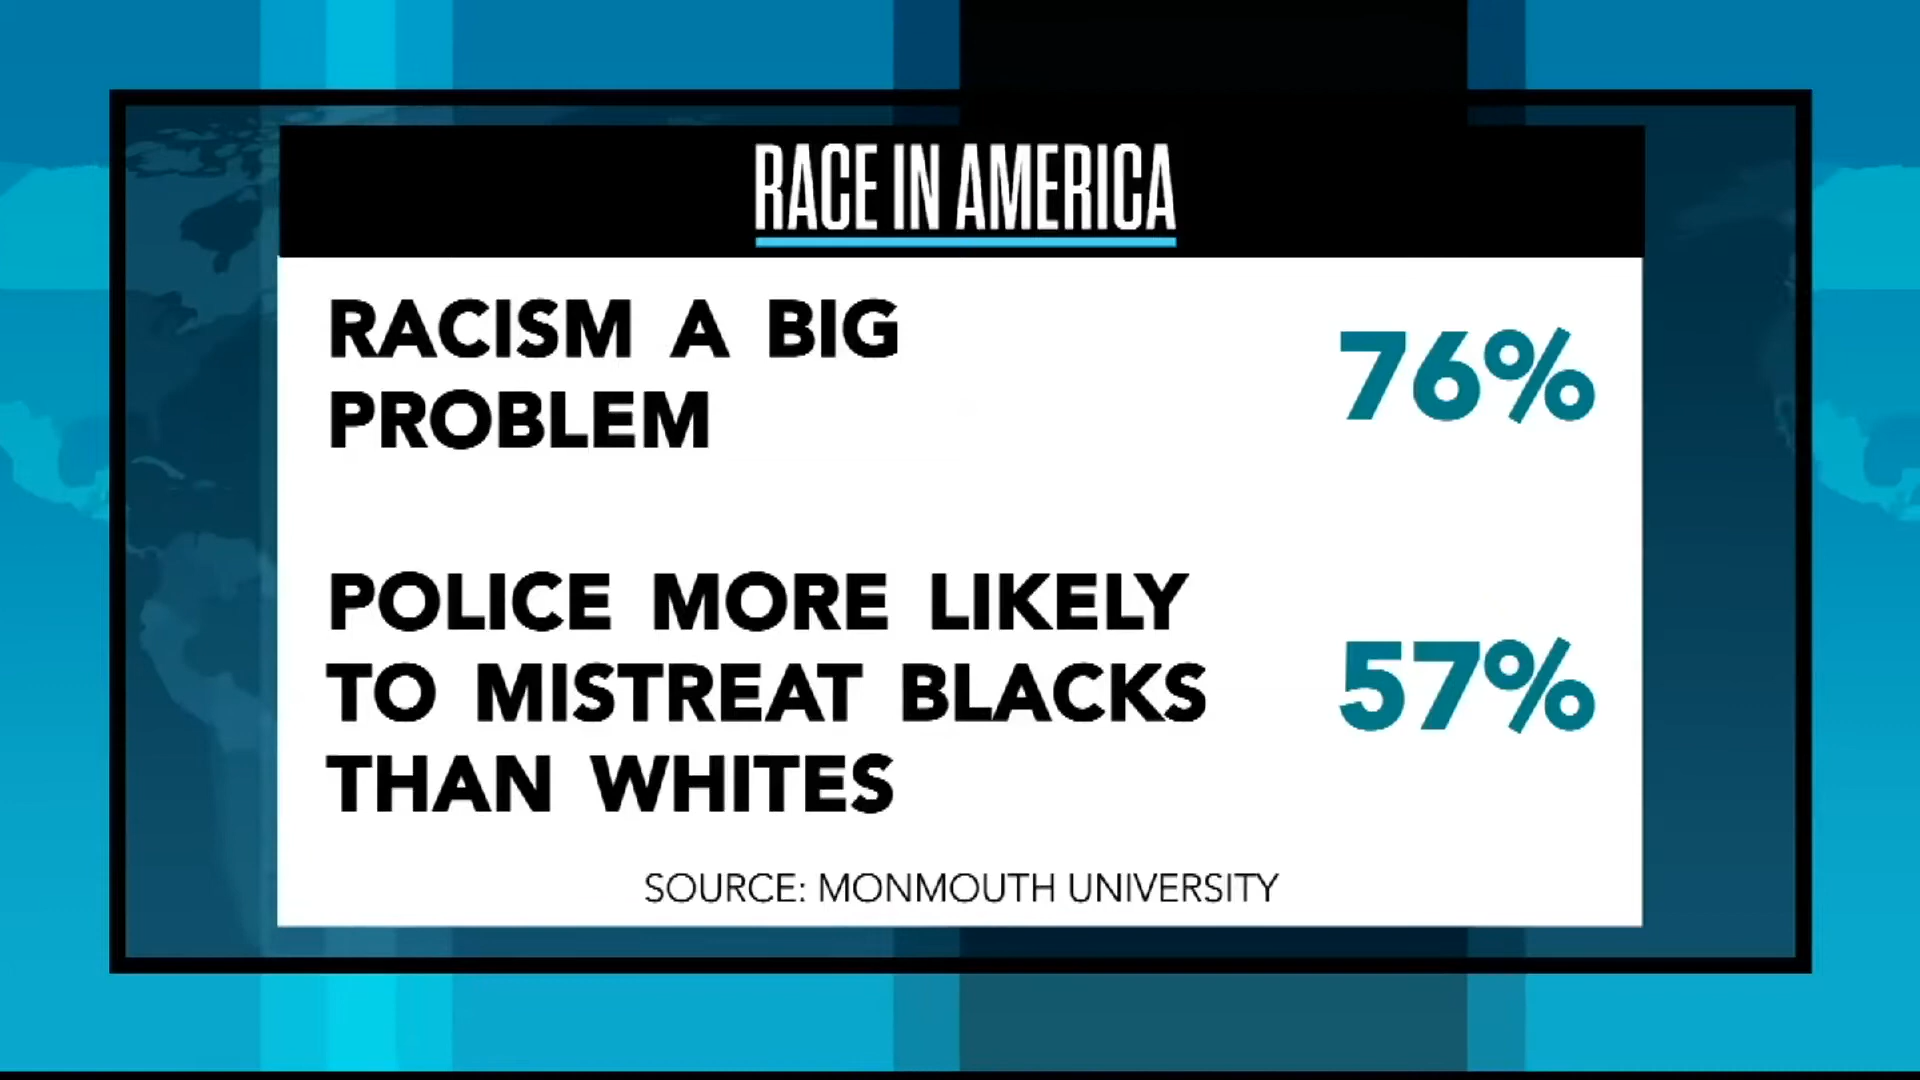 RACE IN AMERICA
RACISM A BIG
PROBLEM
76%
POLICE MORE LIKELY
TO MISTREAT BLACKS
THAN WHITES
57%
SOURCE: MONMOUTH UNIVERSITY